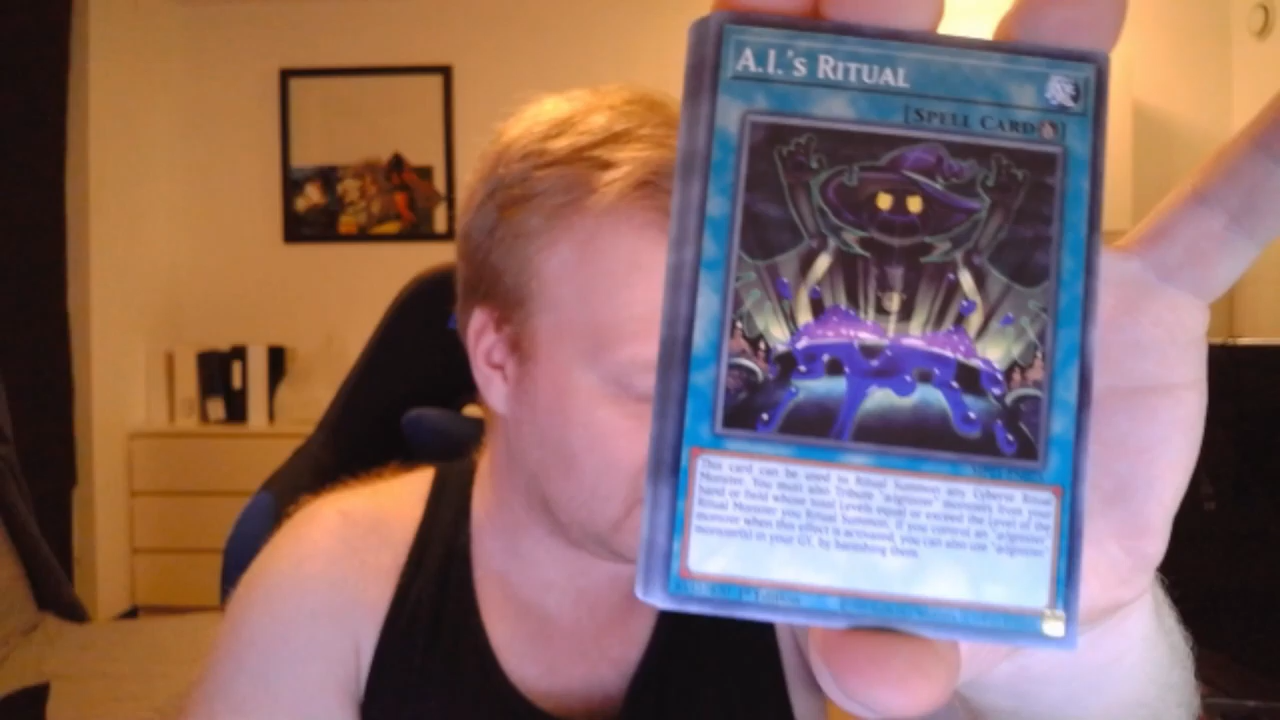 A.I.'s RITUAL
[SPELL CARD]
This card can be used to Ritual Summon any Cyberse Ritual
Monster. You must also Tribute "@Ignister" monsters from your
hand or field whose total Levels equal or exceed the Level of the
Ritual Monster you Ritual Summon. If you control an "@Ignister"
monster when this effect is activated, you can also use "@Ignister"
monster(s) in your GY, by banishing them.
1st Edition